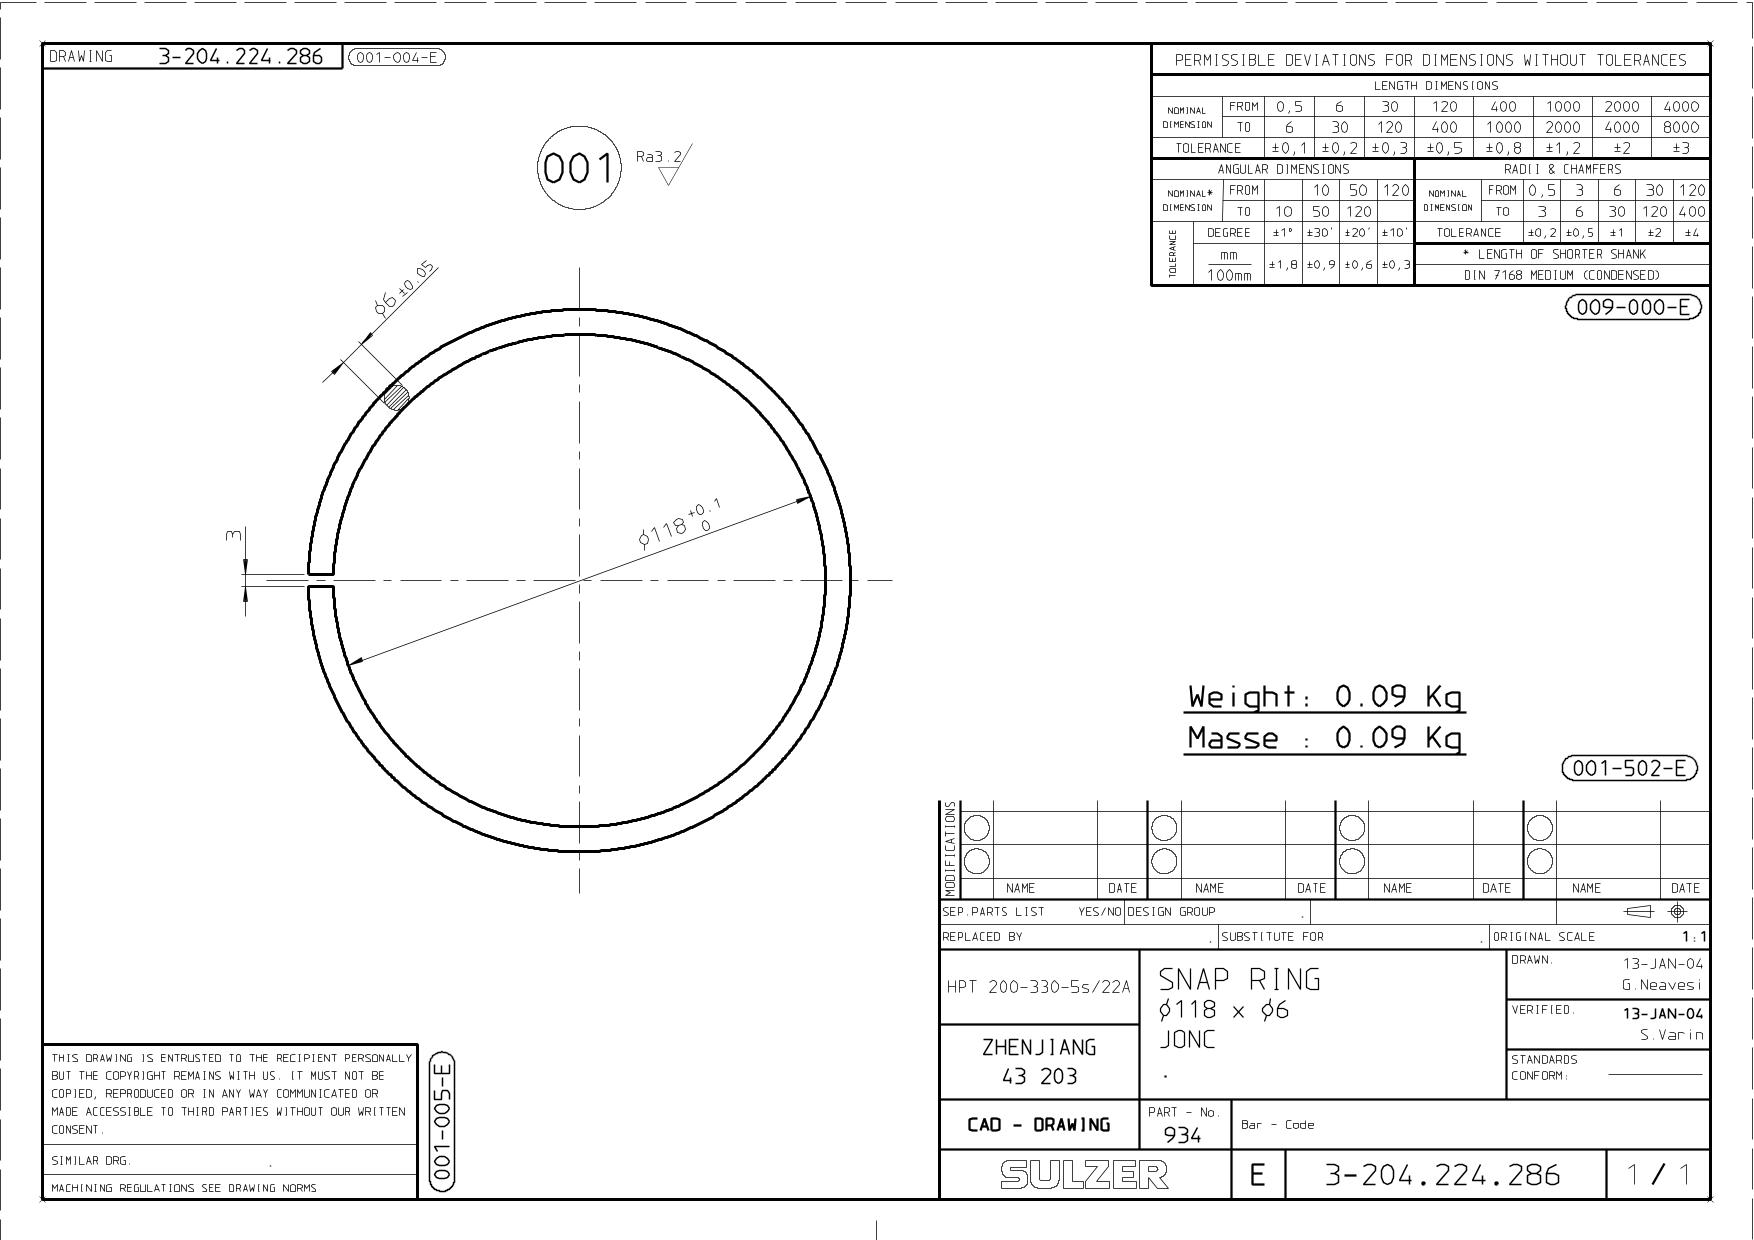 DRAWING 3-204.224.286 001-004-E
001 Ra3.2
ϕ6 ±0.05
ϕ118 +0.1 0
3
PERMISSIBLE DEVIATIONS FOR DIMENSIONS WITHOUT TOLERANCES
LENGTH DIMENSIONS
NOMINAL DIMENSION FROM 0,5 6 30 120 400 1000 2000 4000
TO 6 30 120 400 1000 2000 4000 8000
TOLERANCE ±0,1 ±0,2 ±0,3 ±0,5 ±0,8 ±1,2 ±2 ±3
ANGULAR DIMENSIONS
NOMINAL* DIMENSION FROM 10 50 120
TO 10 50 120
TOLERANCE DEGREE ±1° ±30' ±20' ±10'
mm
100mm ±1,8 ±0,9 ±0,6 ±0,3
RADII & CHAMFERS
NOMINAL DIMENSION FROM 0,5 3 6 30 120
TO 3 6 30 120 400
TOLERANCE ±0,2 ±0,5 ±1 ±2 ±4
* LENGTH OF SHORTER SHANK
DIN 7168 MEDIUM (CONDENSED)
009-000-E
Weight: 0.09 Kg
Masse : 0.09 Kg
001-502-E
MODIFICATIONS
NAME DATE NAME DATE NAME DATE NAME DATE
SEP.PARTS LIST YES/NO DESIGN GROUP .
REPLACED BY . SUBSTITUTE FOR . ORIGINAL SCALE 1:1
HPT 200-330-5s/22A
SNAP RING
ϕ118 x ϕ6
JONC
.
DRAWN. 13-JAN-04
G.Neavesi
VERIFIED. 13-JAN-04
S.Varin
STANDARDS
CONFORM:
ZHENJIANG
43 203
CAD - DRAWING
PART - No.
934
Bar - Code
SULZER E 3-204.224.286 1 / 1
THIS DRAWING IS ENTRUSTED TO THE RECIPIENT PERSONALLY
BUT THE COPYRIGHT REMAINS WITH US. IT MUST NOT BE
COPIED, REPRODUCED OR IN ANY WAY COMMUNICATED OR
MADE ACCESSIBLE TO THIRD PARTIES WITHOUT OUR WRITTEN
CONSENT.
SIMILAR DRG. .
MACHINING REGULATIONS SEE DRAWING NORMS
001-005-E